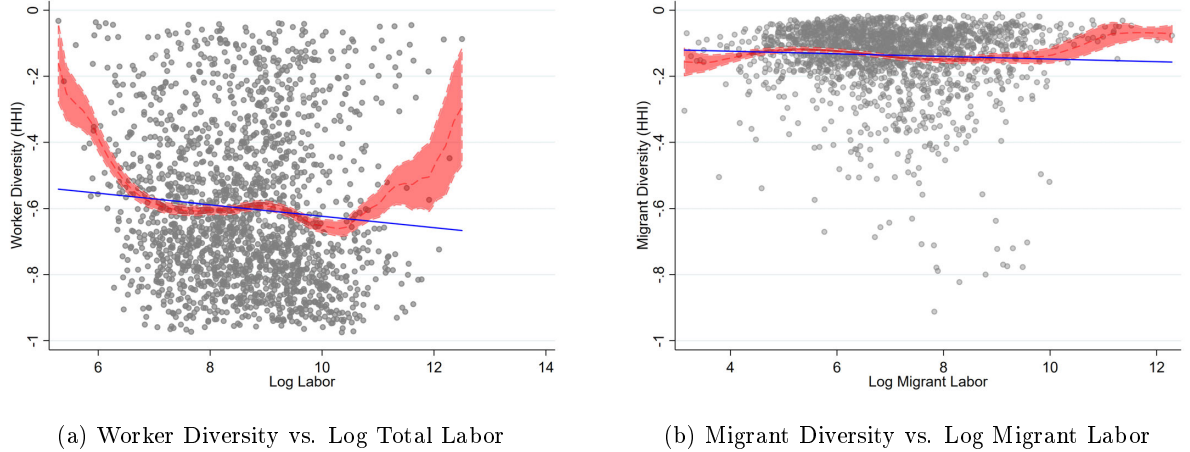 0
-.2
-.4
-.6
-.8
-1
Worker Diversity (HHI)
6 8 10 12 14
Log Labor
(a) Worker Diversity vs. Log Total Labor
0
-.2
-.4
-.6
-.8
-1
Migrant Diversity (HHI)
4 6 8 10 12
Log Migrant Labor
(b) Migrant Diversity vs. Log Migrant Labor